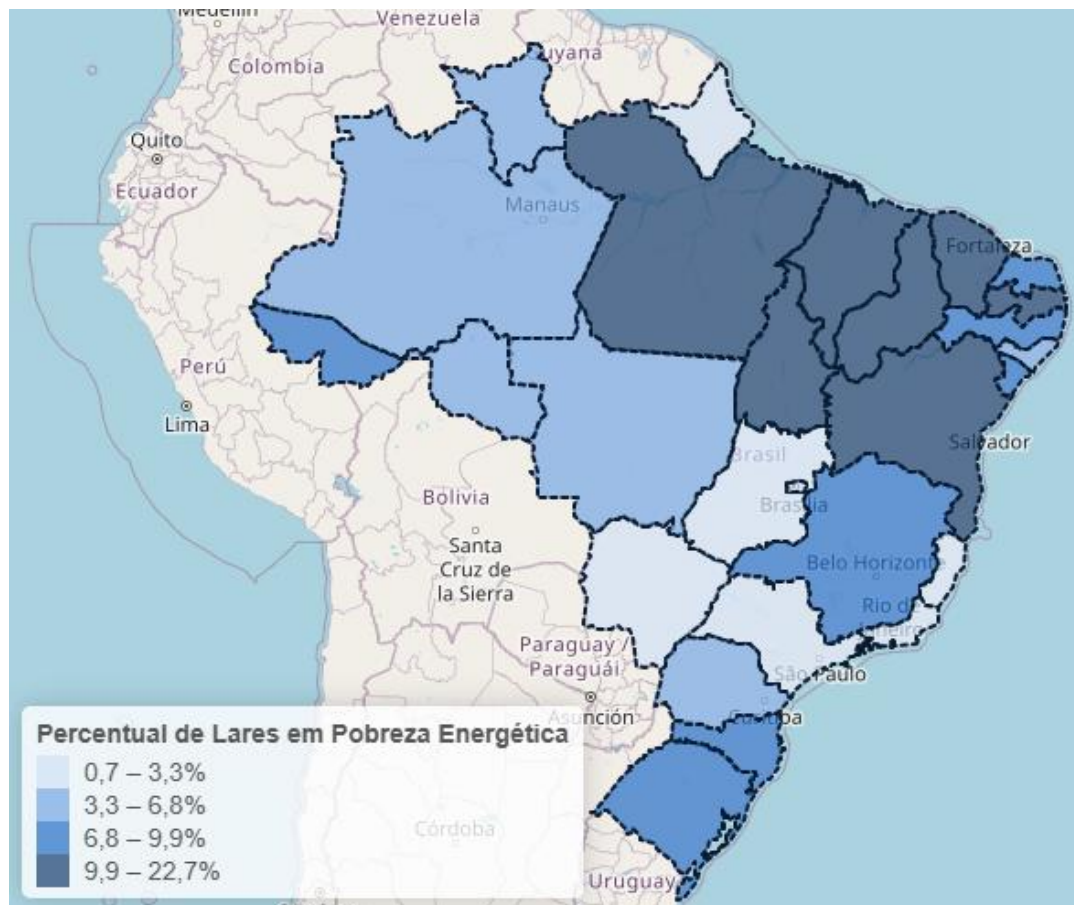 Medellín
Venezuela
Guyana
Colombia
Quito
Ecuador
Manaus
Fortaleza
Perú
Lima
Salvador
Brasil
Brasília
Bolivia
Santa
Cruz de
la Sierra
Belo Horizonte
Rio de
Janeiro
Paraguay /
Paraguái
São Paulo
Asunción
Curitiba
Percentual de Lares em Pobreza Energética
0,7 – 3,3%
3,3 – 6,8%
6,8 – 9,9%
9,9 – 22,7%
Córdoba
Uruguay